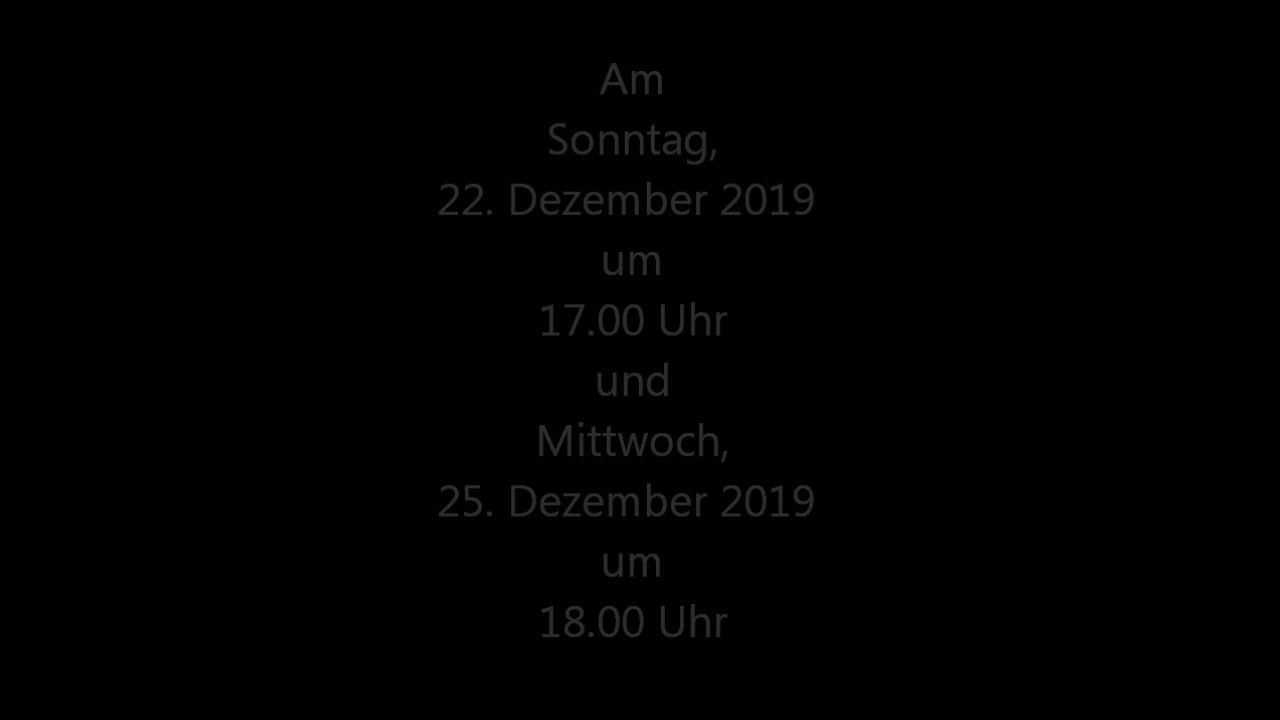 Am
Sonntag,
22. Dezember 2019
um
17.00 Uhr
und
Mittwoch,
25. Dezember 2019
um
18.00 Uhr